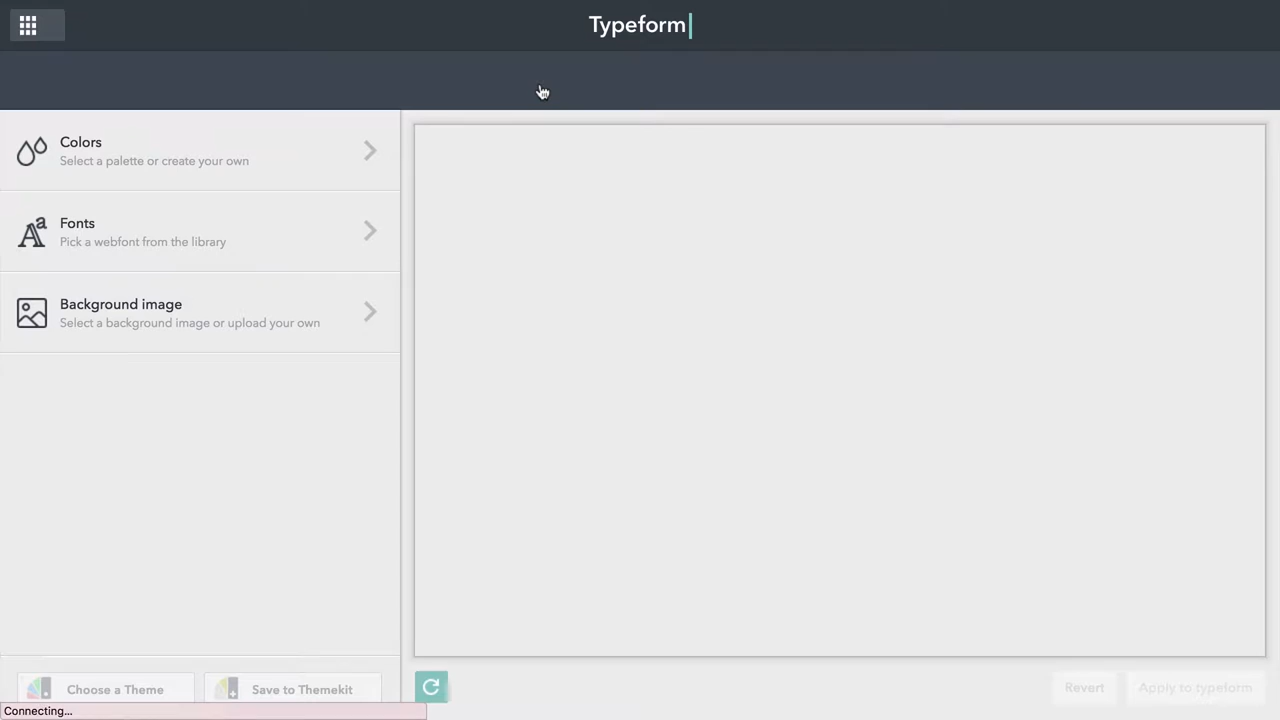 Typeform
Colors
Select a palette or create your own
Fonts
Pick a webfont from the library
Background image
Select a background image or upload your own
Choose a Theme
Save to Themekit
Revert
Apply to typeform
Connecting...